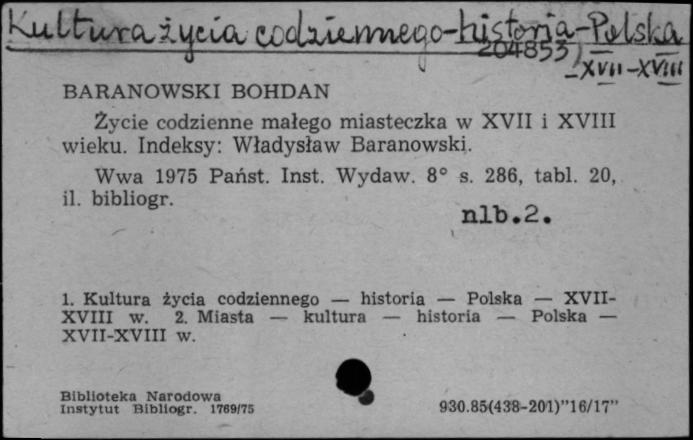 Kultura życia codziennego-historia-Polska
204853
-XVII-XVIII
BARANOWSKI BOHDAN
Życie codzienne małego miasteczka w XVII i XVIII
wieku. Indeksy: Władysław Baranowski.
Wwa 1975 Państ. Inst. Wydaw. 8° s. 286, tabl. 20,
il. bibliogr.
nlb.2.
1. Kultura życia codziennego — historia — Polska — XVII-
XVIII w. 2. Miasta — kultura — historia — Polska —
XVII-XVIII w.
Biblioteka Narodowa
Instytut Bibliogr. 1769/75
930.85(438-201)"16/17"